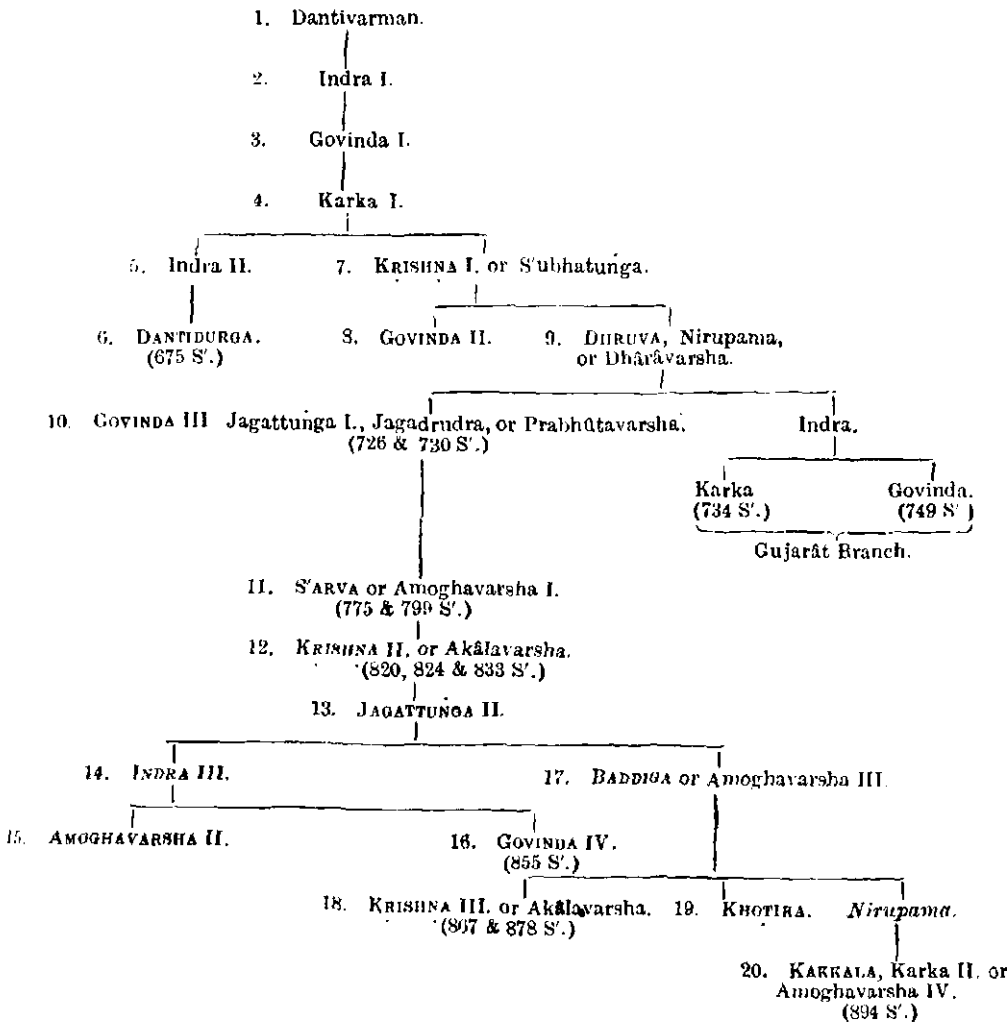 1. Dantivarman.
2. Indra I.
3. Govinda I.
4. Karka I.
5. Indra II. 7. KRISHNA I. or S'ubhatuṅga.
6. DANTIDURGA. 8. GOVINDA II. 9. DHRUVA, Nirupama,
(675 S'.) or Dhârâvarsha.
10. GOVINDA III Jagattuṅga I., Jagadrudra, or Prabhûtavarsha. Indra.
(726 & 730 S'.)
Karka Govinda.
(734 S'.) (749 S')
Gujarât Branch.
11. S'ARVA or Amoghavarsha I.
(775 & 799 S'.)
12. KRISHNA II. or Akâlavarsha.
(820, 824 & 833 S'.)
13. JAGATTUṄGA II.
14. INDRA III. 17. BADDIGA or Amoghavarsha III.
15. AMOGHAVARSHA II. 16. GOVINDA IV.
(855 S'.)
18. KRISHNA III. or Akâlavarsha. 19. KHOTIRA. Nirupama.
(867 & 878 S'.)
20. KAKKALA, Karka II. or
Amoghavarsha IV.
(894 S'.)